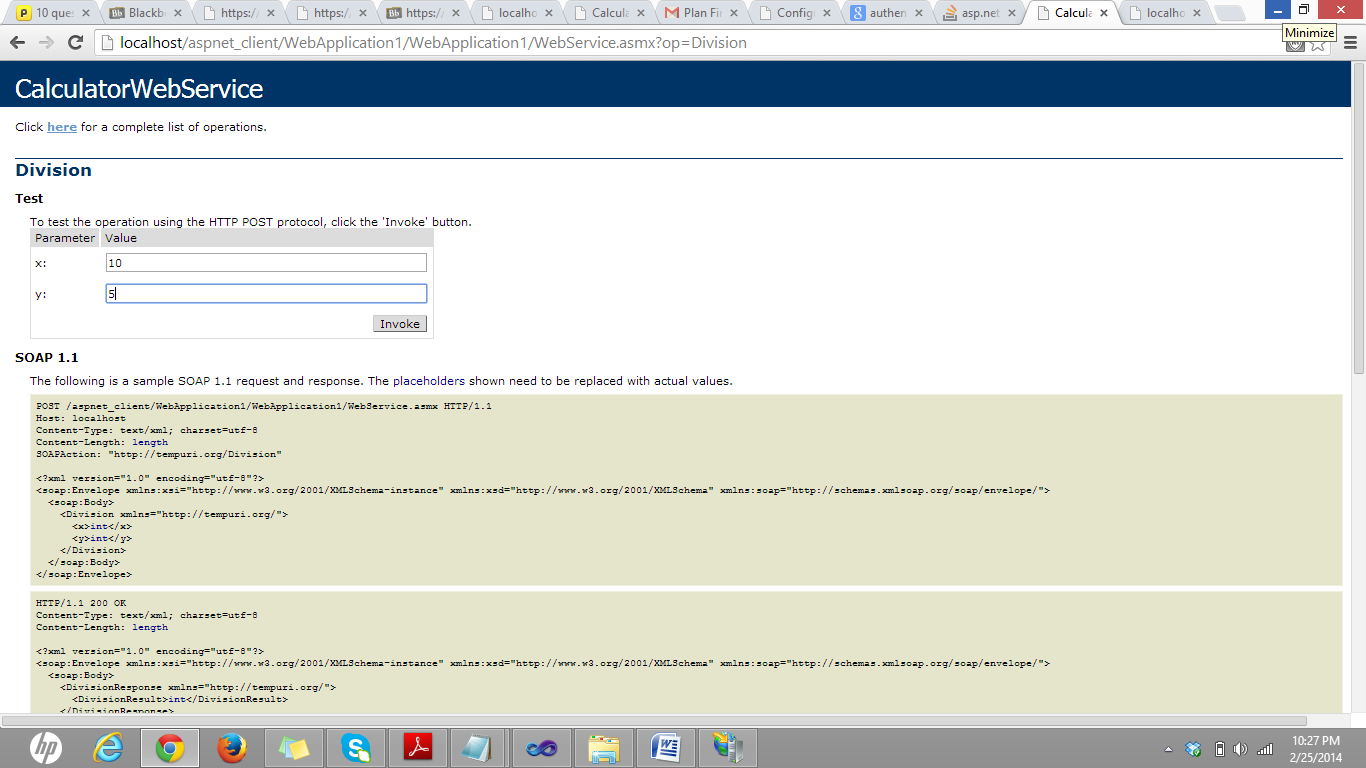 10 ques
Blackb
https://
https://
https:/
localho
Calcula
Plan Fi
Config
authen
asp.net
Calcula
localho
Minimize
localhost/aspnet_client/WebApplication1/WebApplication1/WebService.asmx?op=Division
CalculatorWebService
Click here for a complete list of operations.
Division
Test
To test the operation using the HTTP POST protocol, click the 'Invoke' button.
Parameter Value
x: 10
y: 5
Invoke
SOAP 1.1
The following is a sample SOAP 1.1 request and response. The placeholders shown need to be replaced with actual values.
POST /aspnet_client/WebApplication1/WebApplication1/WebService.asmx HTTP/1.1
Host: localhost
Content-Type: text/xml; charset=utf-8
Content-Length: length
SOAPAction: "http://tempuri.org/Division"
<?xml version="1.0" encoding="utf-8"?>
<soap:Envelope xmlns:xsi="http://www.w3.org/2001/XMLSchema-instance" xmlns:xsd="http://www.w3.org/2001/XMLSchema" xmlns:soap="http://schemas.xmlsoap.org/soap/envelope/">
<soap:Body>
<Division xmlns="http://tempuri.org/">
<x>int</x>
<y>int</y>
</Division>
</soap:Body>
</soap:Envelope>
HTTP/1.1 200 OK
Content-Type: text/xml; charset=utf-8
Content-Length: length
<?xml version="1.0" encoding="utf-8"?>
<soap:Envelope xmlns:xsi="http://www.w3.org/2001/XMLSchema-instance" xmlns:xsd="http://www.w3.org/2001/XMLSchema" xmlns:soap="http://schemas.xmlsoap.org/soap/envelope/">
<soap:Body>
<DivisionResponse xmlns="http://tempuri.org/">
<DivisionResult>int</DivisionResult>
</DivisionResponse>
hp
10:27 PM
2/25/2014